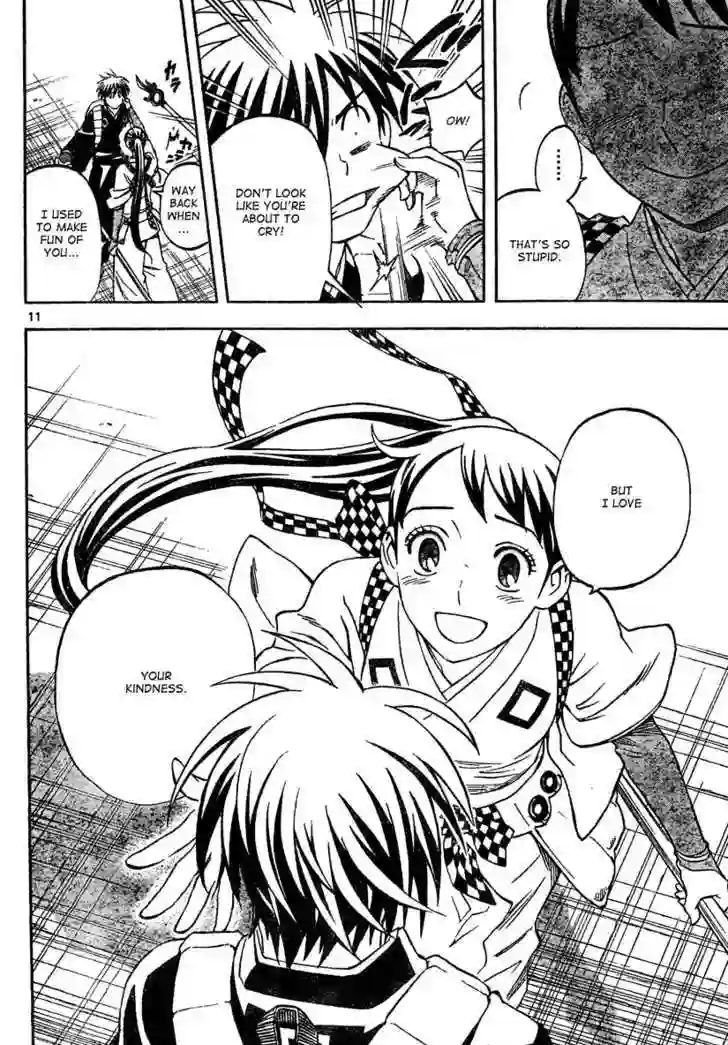 ......
THAT'S SO
STUPID.
OW!
DON'T LOOK
LIKE YOU'RE
ABOUT TO
CRY!
WAY
BACK
WHEN
...
I USED
TO MAKE
FUN OF
YOU...
11
BUT
I LOVE
YOUR
KINDNESS.